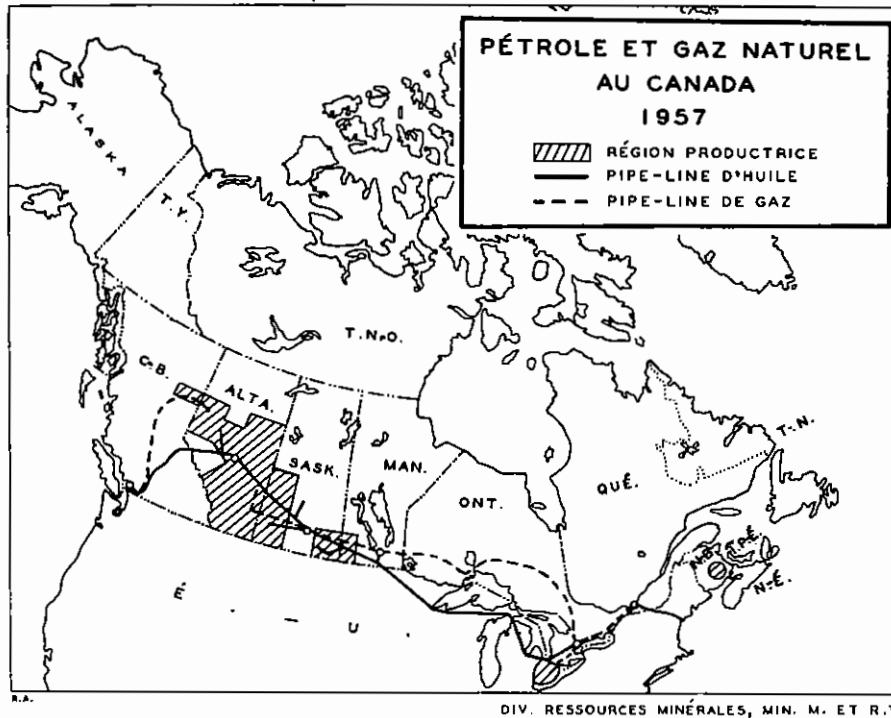 PÉTROLE ET GAZ NATUREL
AU CANADA
1957
RÉGION PRODUCTRICE
PIPE-LINE D'HUILE
PIPE-LINE DE GAZ
ALASKA
T.Y.
T.N.O.
C-B.
ALTA.
SASK.
MAN.
ONT.
QUÉ.
T-N.
N-B.
I-P-É.
N-É.
É - U.
R.A.
DIV. RESSOURCES MINÉRALES, MIN. M. ET R.